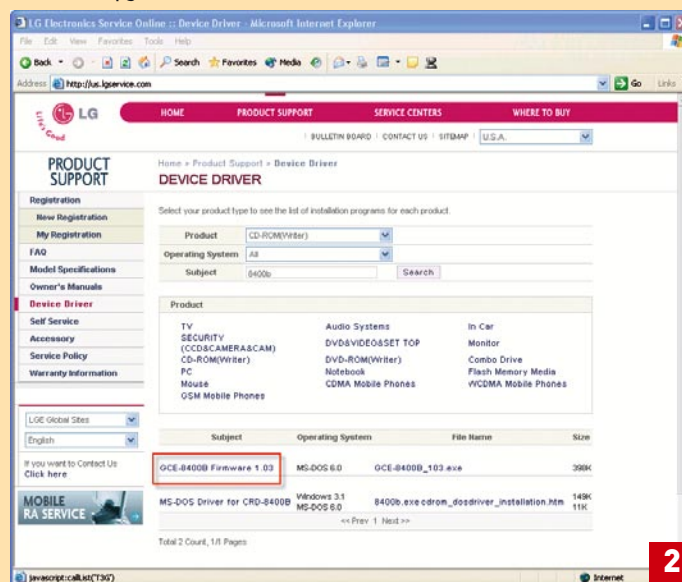 LG Electronics Service Online :: Device Driver - Microsoft Internet Explorer
File Edit View Favorites Tools Help
Back Search Favorites Media
Address http://us.lgservice.com Go Links
LG
Life's Good
HOME PRODUCT SUPPORT SERVICE CENTERS WHERE TO BUY
BULLETIN BOARD CONTACT US SITEMAP U.S.A.
PRODUCT SUPPORT
Registration
New Registration
My Registration
FAQ
Model Specifications
Owner's Manuals
Device Driver
Self Service
Accessory
Service Policy
Warranty Information
LGE Global Sites
English
If you want to Contact Us
Click here
MOBILE
RA SERVICE
Home > Product Support > Device Driver
DEVICE DRIVER
Select your product type to see the list of installation programs for each product.
Product CD-ROM(Writer)
Operating System All
Subject 8400b Search
Product
TV Audio Systems In Car
SECURITY (CCD&CAMERA&CAM) DVD&VIDEO&SET TOP Monitor
CD-ROM(Writer) DVD-ROM(Writer) Combo Drive
PC Notebook Flash Memory Media
Mouse CDMA Mobile Phones WCDMA Mobile Phones
GSM Mobile Phones
Subject Operating System File Name Size
GCE-8400B Firmware 1.03 MS-DOS 6.0 GCE-8400B_103.exe 398K
MS-DOS Driver for CRD-8400B Windows 3.1 MS-DOS 6.0 8400b.exe cdrom_dosdriver_installation.htm 149K 11K
<< Prev 1 Next >>
Total 2 Count, 1/1 Pages
javascript:callList('T3G') Internet
2